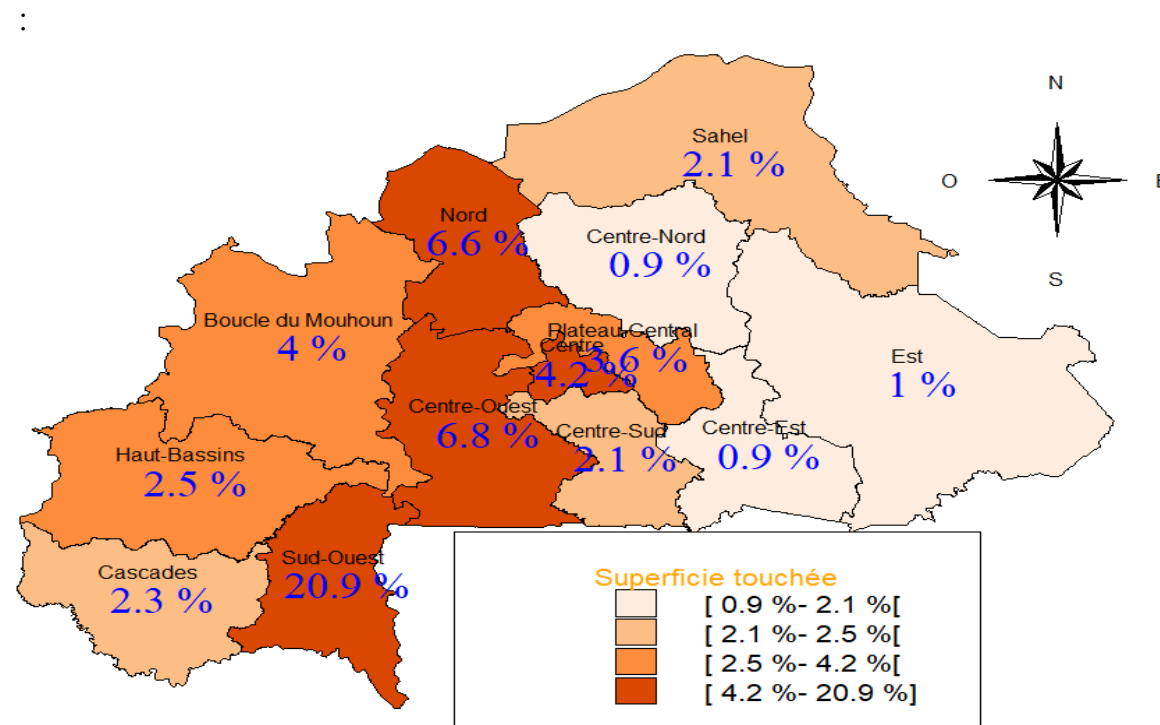 :
N
O
E
S
Sahel
2.1 %
Nord
6.6 %
Centre-Nord
0.9 %
Boucle du Mouhoun
4 %
Plateau-Central
3.6 %
Centre
4.2 %
Est
1 %
Centre-Ouest
6.8 %
Centre-Sud
2.1 %
Centre-Est
0.9 %
Haut-Bassins
2.5 %
Sud-Ouest
20.9 %
Cascades
2.3 %
Superficie touchée
[ 0.9 %- 2.1 %[
[ 2.1 %- 2.5 %[
[ 2.5 %- 4.2 %[
[ 4.2 %- 20.9 %]